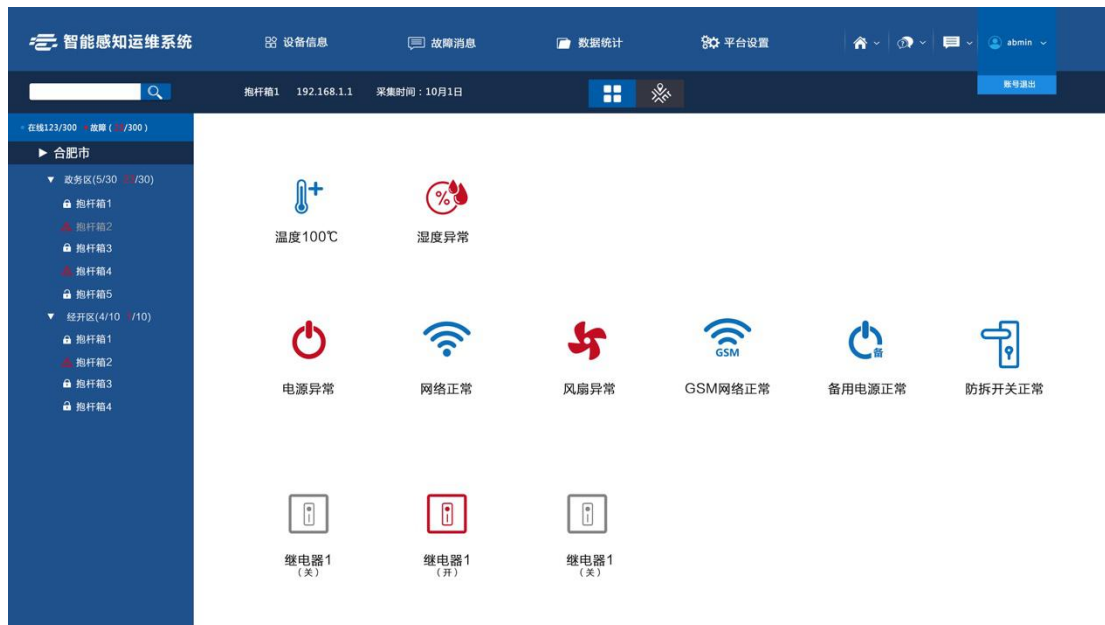 智能感知运维系统
设备信息
故障消息
数据统计
平台设置
abmin
账号退出
抱杆箱1 192.168.1.1 采集时间：10月1日
在线123/300 故障( /300)
合肥市
政务区(5/30 /30)
抱杆箱1
抱杆箱2
抱杆箱3
抱杆箱4
抱杆箱5
经开区(4/10 /10)
抱杆箱1
抱杆箱2
抱杆箱3
抱杆箱4
温度100℃
湿度异常
%
GSM
备
电源异常
网络正常
风扇异常
GSM网络正常
备用电源正常
防拆开关正常
继电器1
（关）
继电器1
（开）
继电器1
（关）